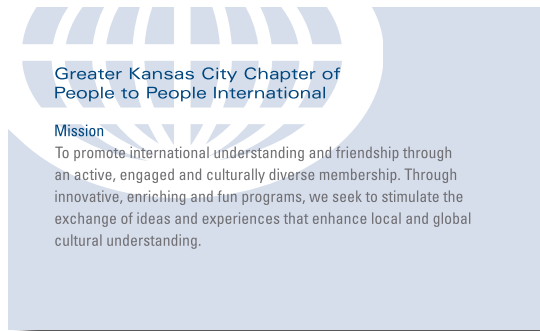 Greater Kansas City Chapter of
People to People International
Mission
To promote international understanding and friendship through
an active, engaged and culturally diverse membership. Through
innovative, enriching and fun programs, we seek to stimulate the
exchange of ideas and experiences that enhance local and global
cultural understanding.